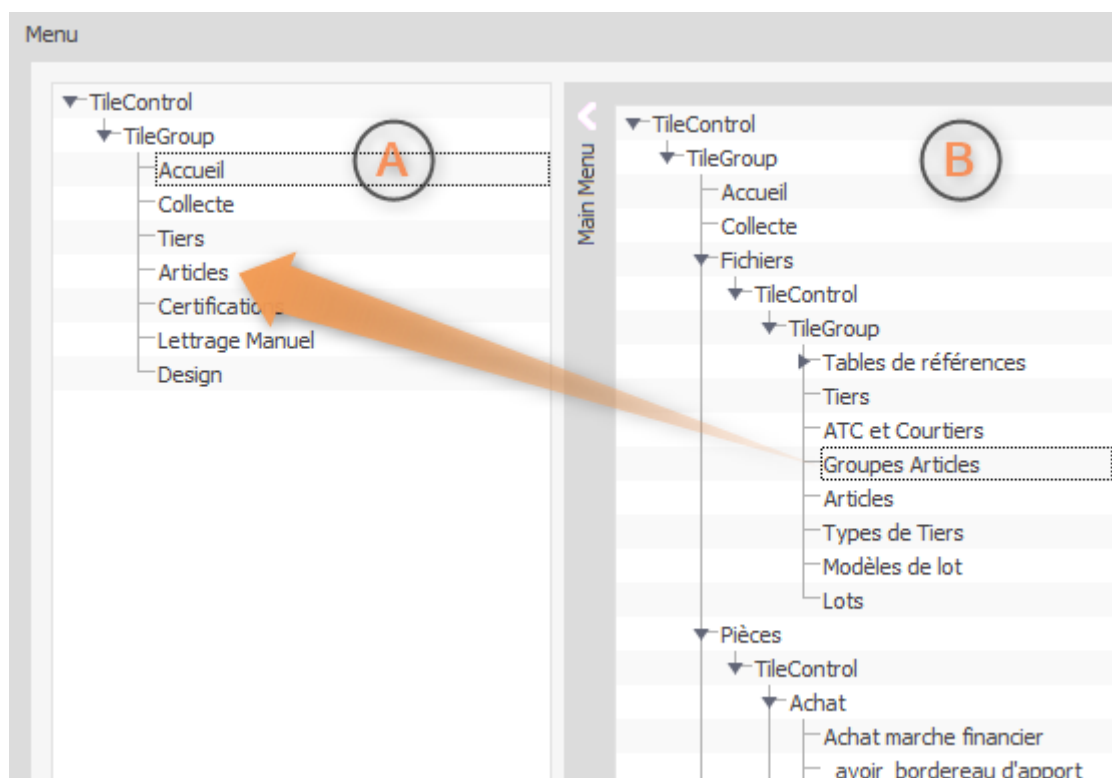 Menu
TileControl
TileGroup
Accueil
Collecte
Tiers
Articles
Certifications
Lettrage Manuel
Design
A
Main Menu
TileControl
TileGroup
Accueil
Collecte
Fichiers
TileControl
TileGroup
Tables de références
Tiers
ATC et Courtiers
Groupes Articles
Articles
Types de Tiers
Modèles de lot
Lots
Pièces
TileControl
Achat
Achat marche financier
avoir bordereau d'apport
B